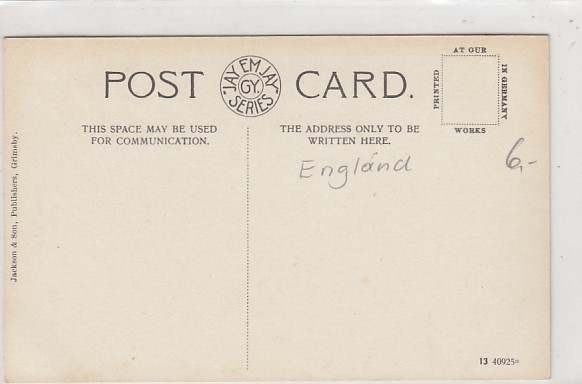 POST CARD.
JAY EM JAY
GY.
SERIES
AT OUR
PRINTED
IN GERMANY
WORKS
THIS SPACE MAY BE USED
FOR COMMUNICATION.
THE ADDRESS ONLY TO BE
WRITTEN HERE.
England
6,-
Jackson & Son, Publishers, Grimsby.
13 40925